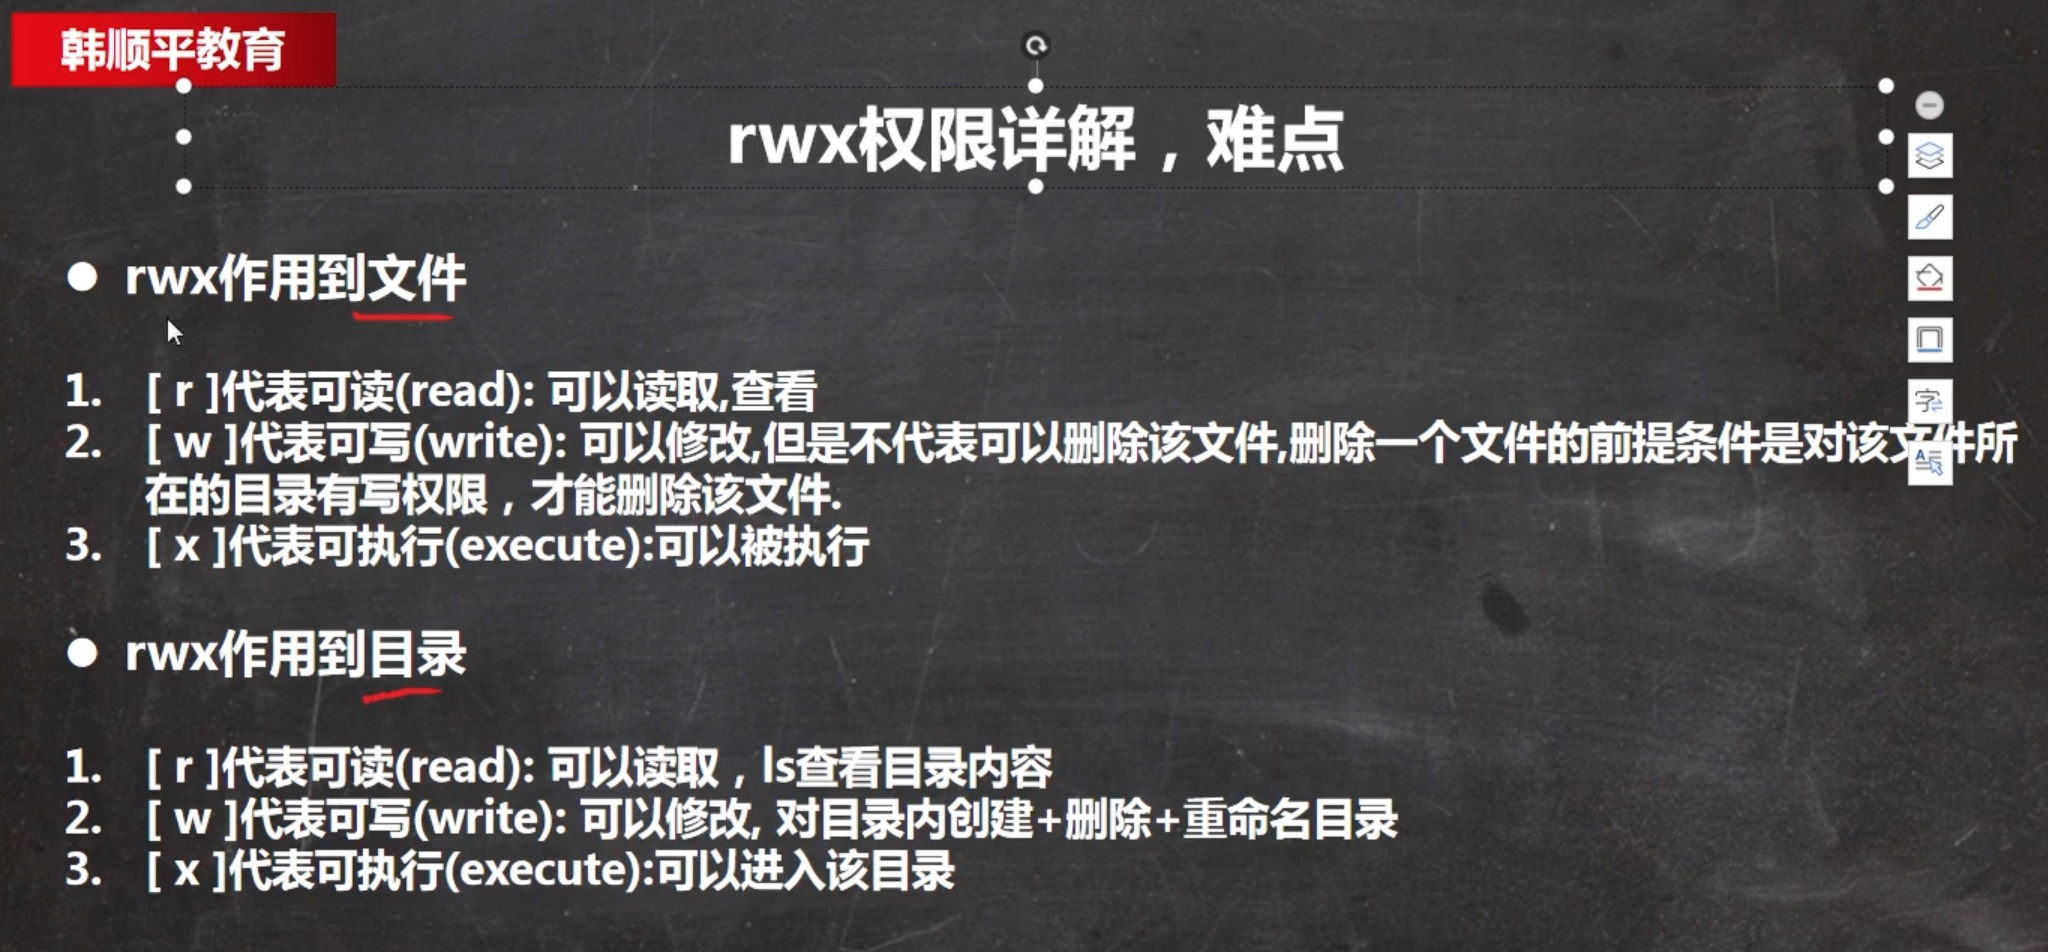 韩顺平教育
rwx权限详解，难点
● rwx作用到文件
1. [ r ]代表可读(read): 可以读取,查看
2. [ w ]代表可写(write): 可以修改,但是不代表可以删除该文件,删除一个文件的前提条件是对该文件所
在的目录有写权限，才能删除该文件.
3. [ x ]代表可执行(execute):可以被执行
● rwx作用到目录
1. [ r ]代表可读(read): 可以读取，ls查看目录内容
2. [ w ]代表可写(write): 可以修改, 对目录内创建+删除+重命名目录
3. [ x ]代表可执行(execute):可以进入该目录
字
A